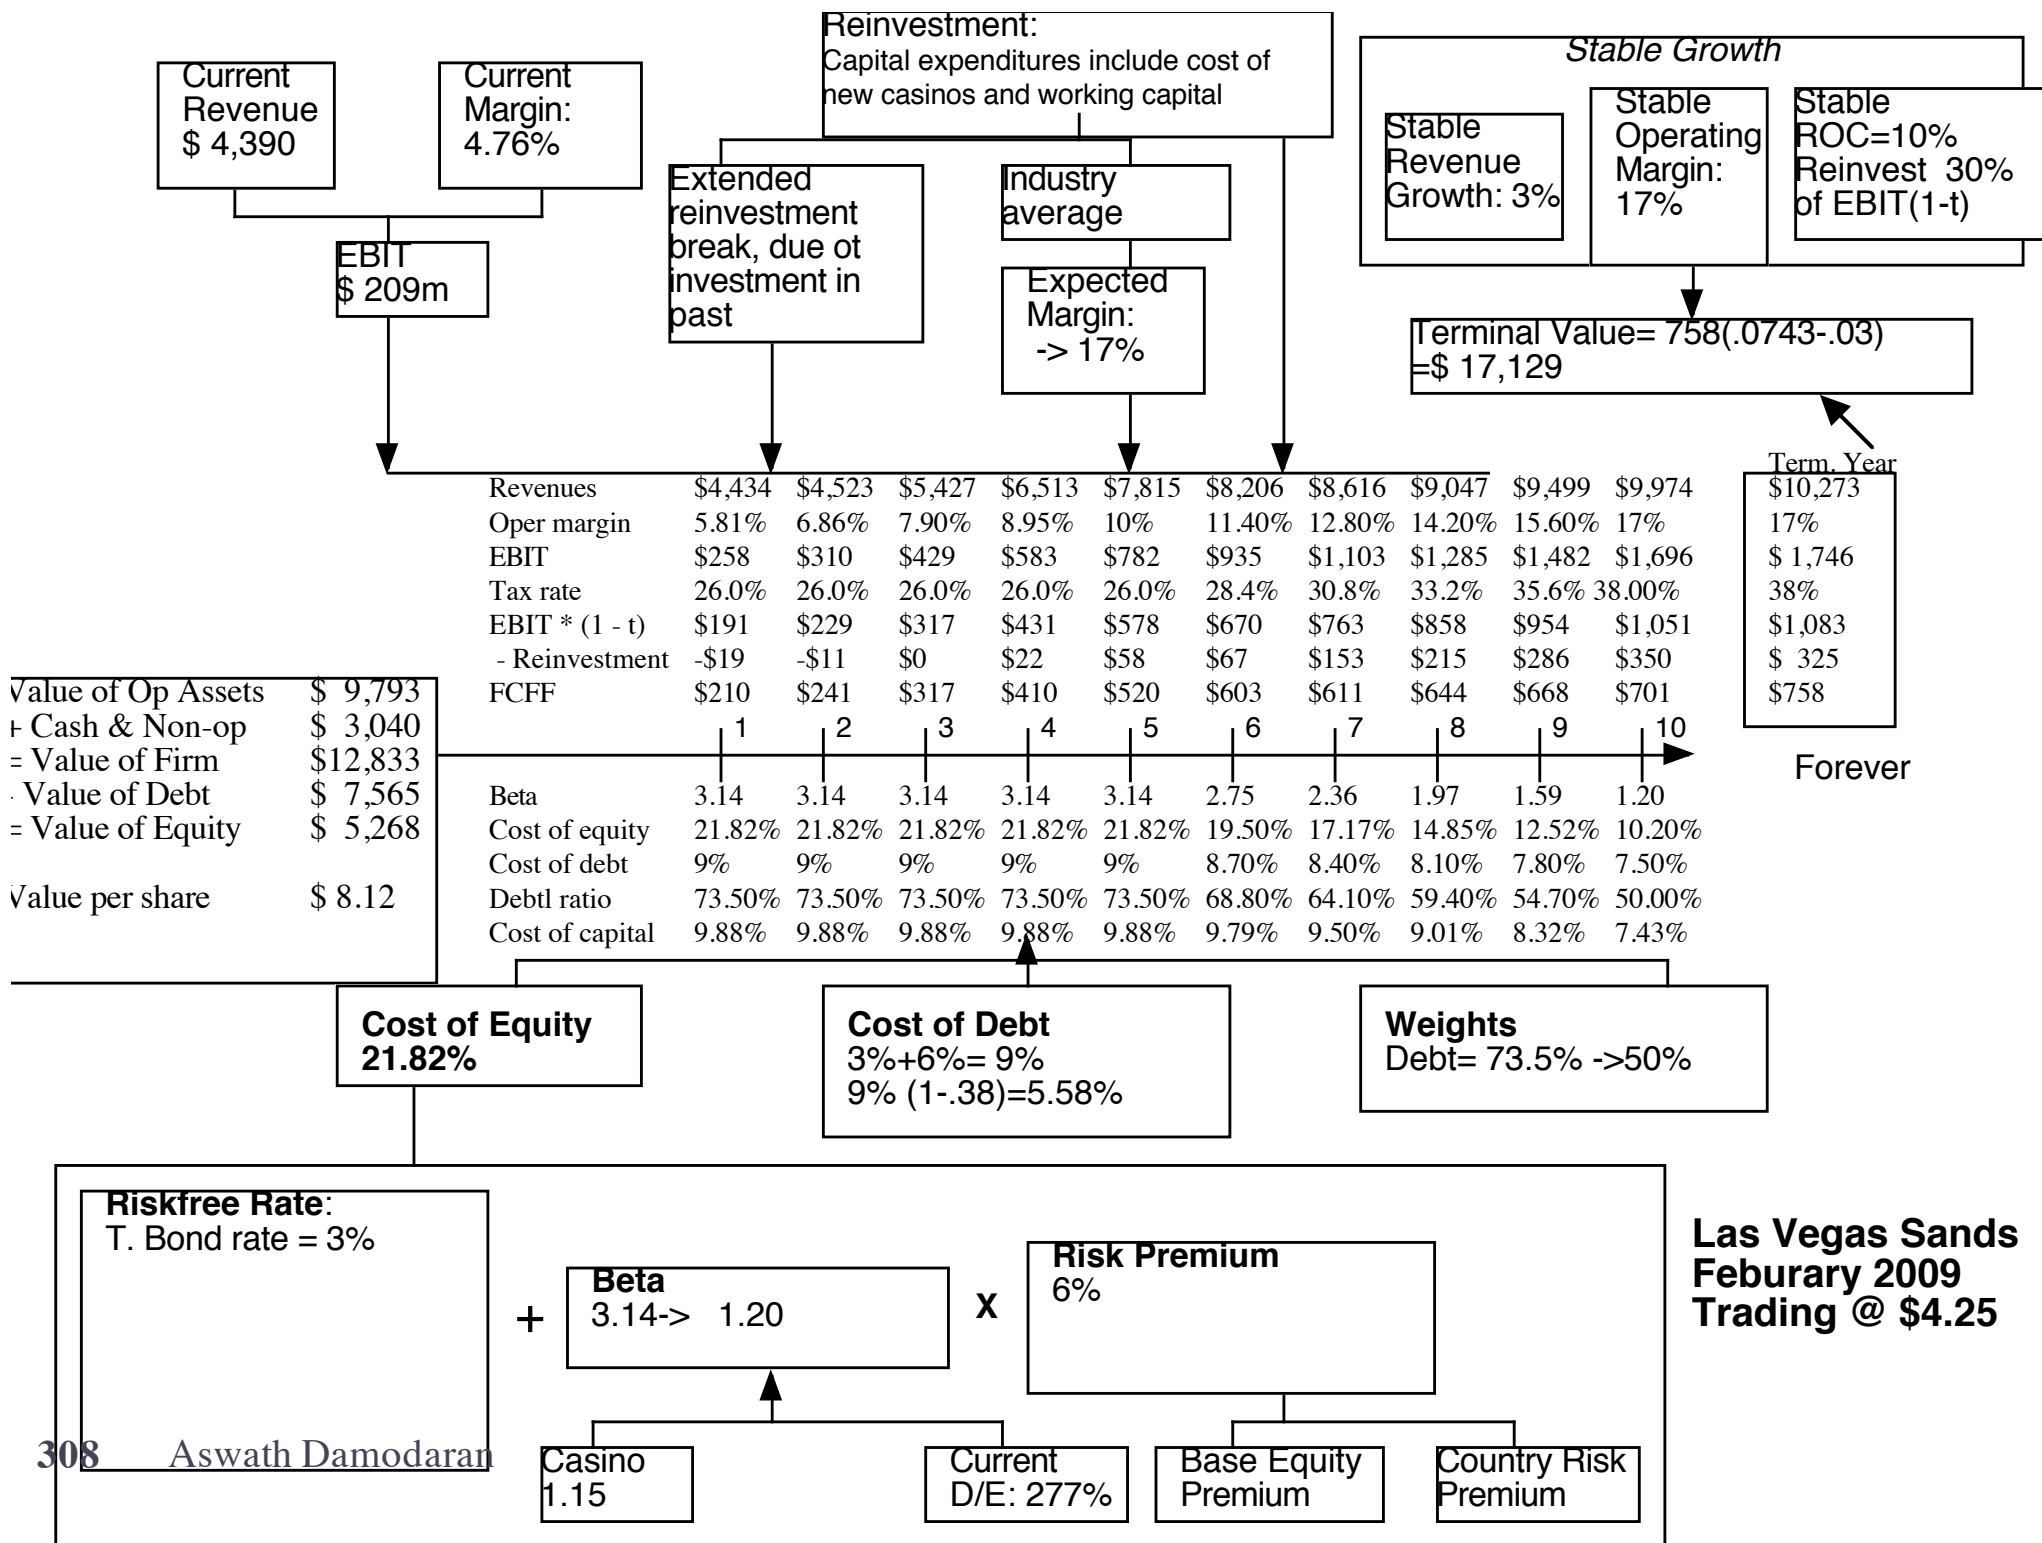 Reinvestment:
Capital expenditures include cost of
new casinos and working capital
Stable Growth
Current
Revenue
$ 4,390
Current
Margin:
4.76%
Stable
Revenue
Growth: 3%
Stable
Operating
Margin:
17%
Stable
ROC=10%
Reinvest 30%
of EBIT(1-t)
Extended
reinvestment
break, due ot
investment in
past
Industry
average
EBIT
$ 209m
Expected
Margin:
-> 17%
Terminal Value= 758(.0743-.03)
=$ 17,129
Term. Year
Revenues $4,434 $4,523 $5,427 $6,513 $7,815 $8,206 $8,616 $9,047 $9,499 $9,974 $10,273
Oper margin 5.81% 6.86% 7.90% 8.95% 10% 11.40% 12.80% 14.20% 15.60% 17% 17%
EBIT $258 $310 $429 $583 $782 $935 $1,103 $1,285 $1,482 $1,696 $ 1,746
Tax rate 26.0% 26.0% 26.0% 26.0% 26.0% 28.4% 30.8% 33.2% 35.6% 38.00% 38%
EBIT * (1 - t) $191 $229 $317 $431 $578 $670 $763 $858 $954 $1,051 $1,083
- Reinvestment -$19 -$11 $0 $22 $58 $67 $153 $215 $286 $350 $ 325
FCFF $210 $241 $317 $410 $520 $603 $611 $644 $668 $701 $758
1 2 3 4 5 6 7 8 9 10
Forever
Value of Op Assets $ 9,793
+ Cash & Non-op $ 3,040
= Value of Firm $12,833
- Value of Debt $ 7,565
= Value of Equity $ 5,268
Value per share $ 8.12
Beta 3.14 3.14 3.14 3.14 3.14 2.75 2.36 1.97 1.59 1.20
Cost of equity 21.82% 21.82% 21.82% 21.82% 21.82% 19.50% 17.17% 14.85% 12.52% 10.20%
Cost of debt 9% 9% 9% 9% 9% 8.70% 8.40% 8.10% 7.80% 7.50%
Debtl ratio 73.50% 73.50% 73.50% 73.50% 73.50% 68.80% 64.10% 59.40% 54.70% 50.00%
Cost of capital 9.88% 9.88% 9.88% 9.88% 9.88% 9.79% 9.50% 9.01% 8.32% 7.43%
Cost of Equity
21.82%
Cost of Debt
3%+6%= 9%
9% (1-.38)=5.58%
Weights
Debt= 73.5% ->50%
Riskfree Rate:
T. Bond rate = 3%
+
Beta
3.14-> 1.20
X
Risk Premium
6%
Las Vegas Sands
Feburary 2009
Trading @ $4.25
Casino
1.15
Current
D/E: 277%
Base Equity
Premium
Country Risk
Premium
308 Aswath Damodaran